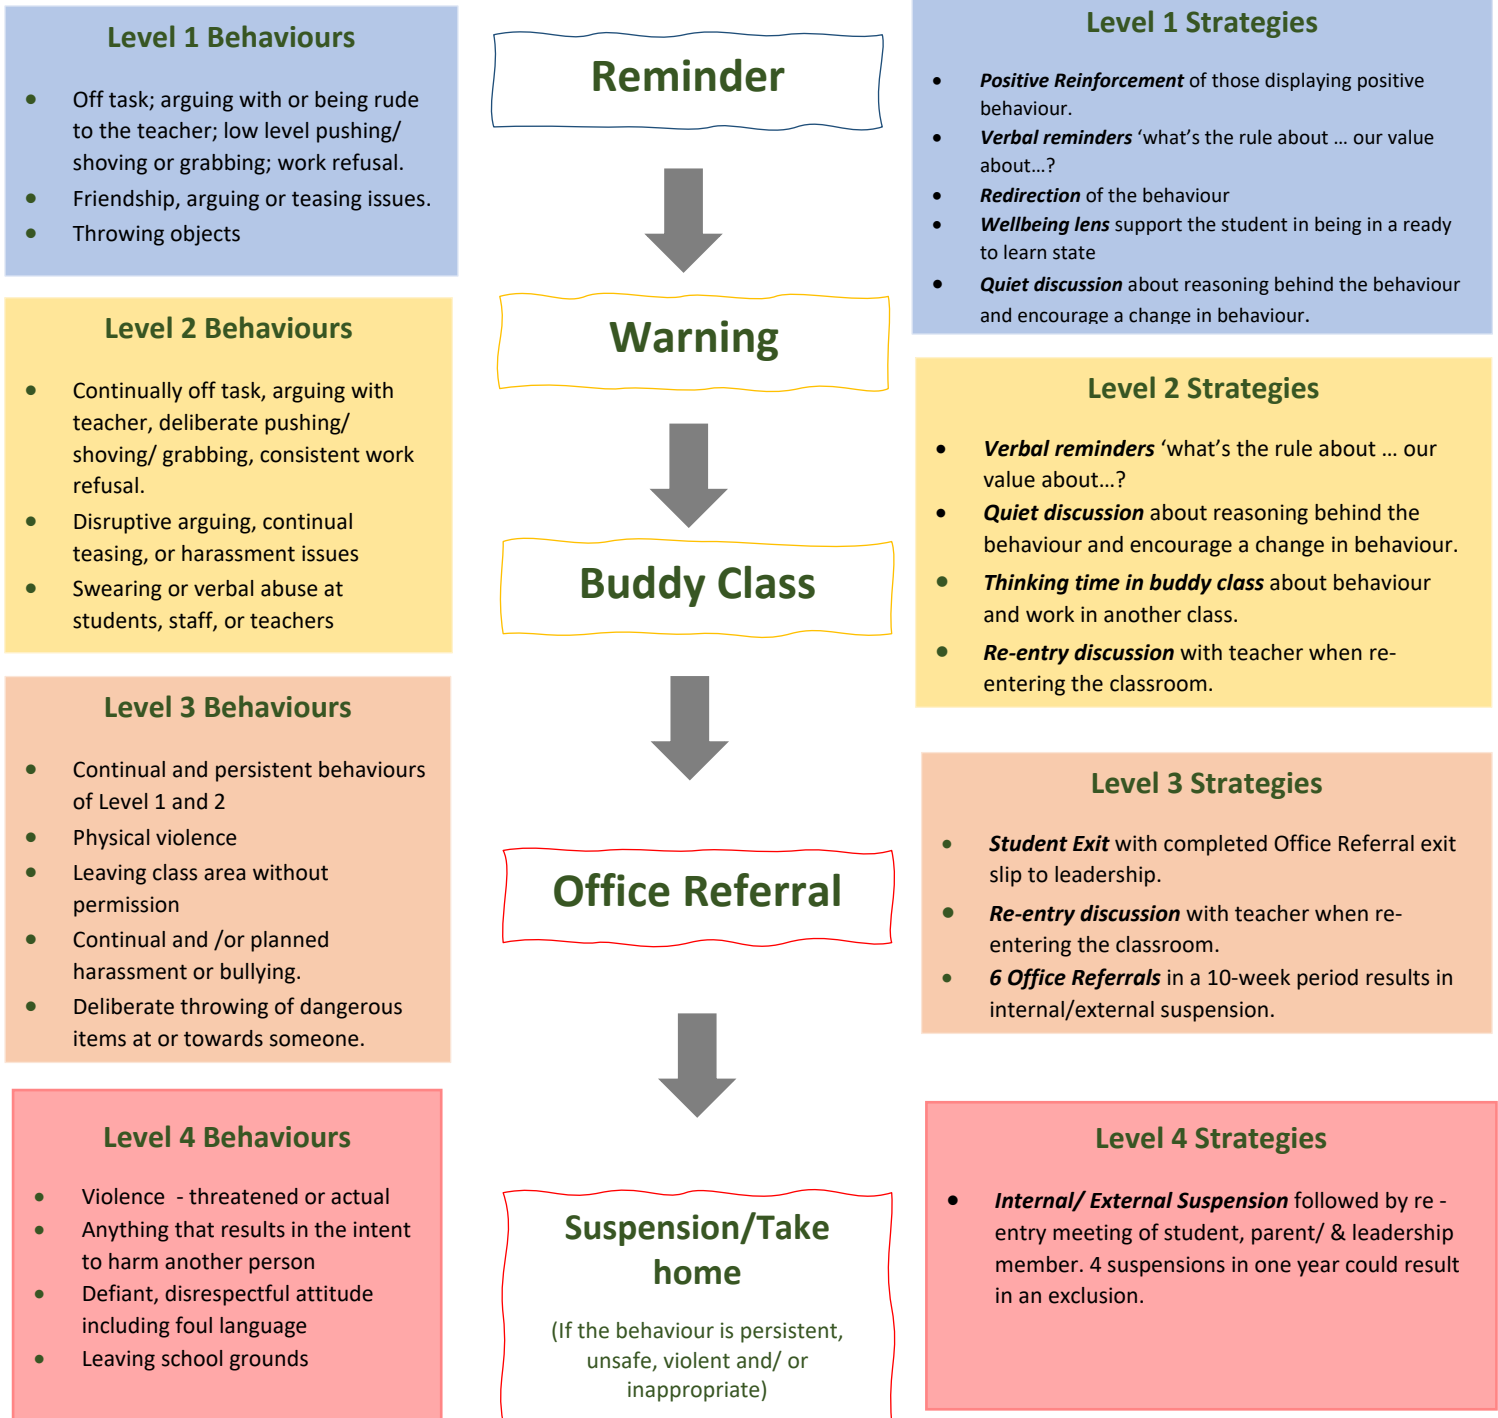 Level 1 Behaviours
• Off task; arguing with or being rude
to the teacher; low level pushing/
shoving or grabbing; work refusal.
• Friendship, arguing or teasing issues.
• Throwing objects
Level 2 Behaviours
• Continually off task, arguing with
teacher, deliberate pushing/
shoving/ grabbing, consistent work
refusal.
• Disruptive arguing, continual
teasing, or harassment issues
• Swearing or verbal abuse at
students, staff, or teachers
Level 3 Behaviours
• Continual and persistent behaviours
of Level 1 and 2
• Physical violence
• Leaving class area without
permission
• Continual and /or planned
harassment or bullying.
• Deliberate throwing of dangerous
items at or towards someone.
Level 4 Behaviours
• Violence - threatened or actual
• Anything that results in the intent
to harm another person
• Defiant, disrespectful attitude
including foul language
• Leaving school grounds
Reminder
Warning
Buddy Class
Office Referral
Suspension/Take
home
(If the behaviour is persistent,
unsafe, violent and/ or
inappropriate)
Level 1 Strategies
• Positive Reinforcement of those displaying positive
behaviour.
• Verbal reminders ‘what’s the rule about … our value
about…?
• Redirection of the behaviour
• Wellbeing lens support the student in being in a ready
to learn state
• Quiet discussion about reasoning behind the behaviour
and encourage a change in behaviour.
Level 2 Strategies
• Verbal reminders ‘what’s the rule about … our
value about…?
• Quiet discussion about reasoning behind the
behaviour and encourage a change in behaviour.
• Thinking time in buddy class about behaviour
and work in another class.
• Re-entry discussion with teacher when re-
entering the classroom.
Level 3 Strategies
• Student Exit with completed Office Referral exit
slip to leadership.
• Re-entry discussion with teacher when re-
entering the classroom.
• 6 Office Referrals in a 10-week period results in
internal/external suspension.
Level 4 Strategies
• Internal/ External Suspension followed by re -
entry meeting of student, parent/ & leadership
member. 4 suspensions in one year could result
in an exclusion.